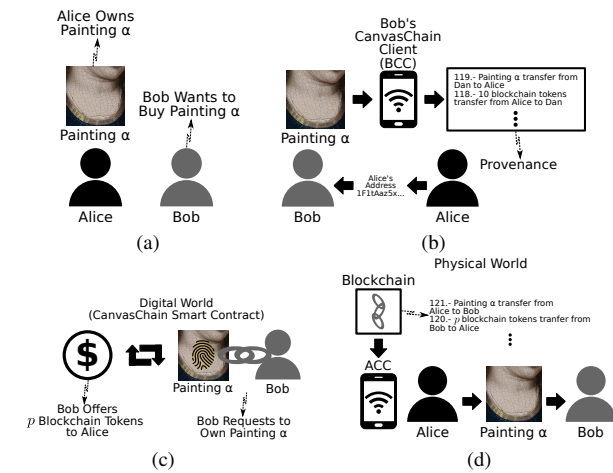 Alice Owns
Painting α
Bob Wants to
Buy Painting α
Painting α
Alice
Bob
(a)
Bob's
CanvasChain
Client
(BCC)
119.- Painting α transfer from
Dan to Alice
118.- 10 blockchain tokens
transfer from Alice to Dan
Painting α
Provenance
Alice's
Address
1F1tAaz5x...
Bob
Alice
(b)
Digital World
(CanvasChain Smart Contract)
$
Painting α
Bob
Bob Offers
p Blockchain Tokens
to Alice
Bob Requests to
Own Painting α
(c)
Physical World
Blockchain
121.- Painting α transfer from
Alice to Bob
120.- p blockchain tokens tranfer from
Bob to Alice
ACC
Alice
Painting α
Bob
(d)